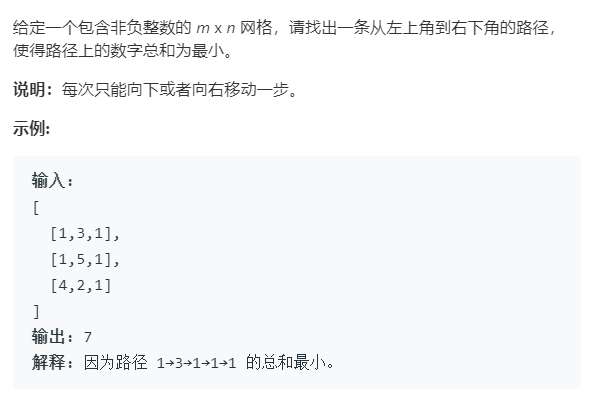 给定一个包含非负整数的 m x n 网格，请找出一条从左上角到右下角的路径，
使得路径上的数字总和为最小。
说明：每次只能向下或者向右移动一步。
示例:
输入:
[
[1,3,1],
[1,5,1],
[4,2,1]
]
输出: 7
解释: 因为路径 1→3→1→1→1 的总和最小。